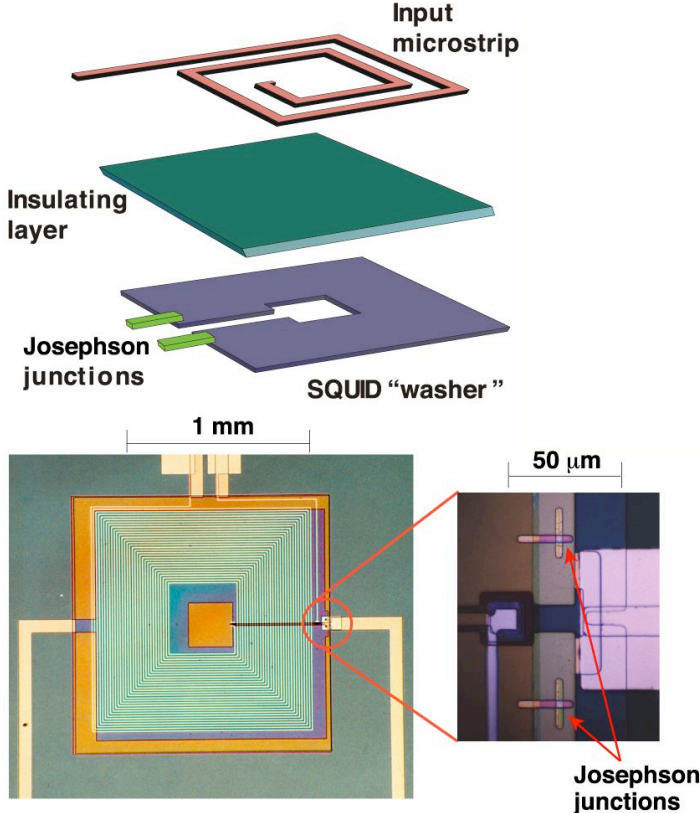 Input
microstrip
Insulating
layer
Josephson
junctions
SQUID “washer ”
1 mm
50 μm
Josephson
junctions